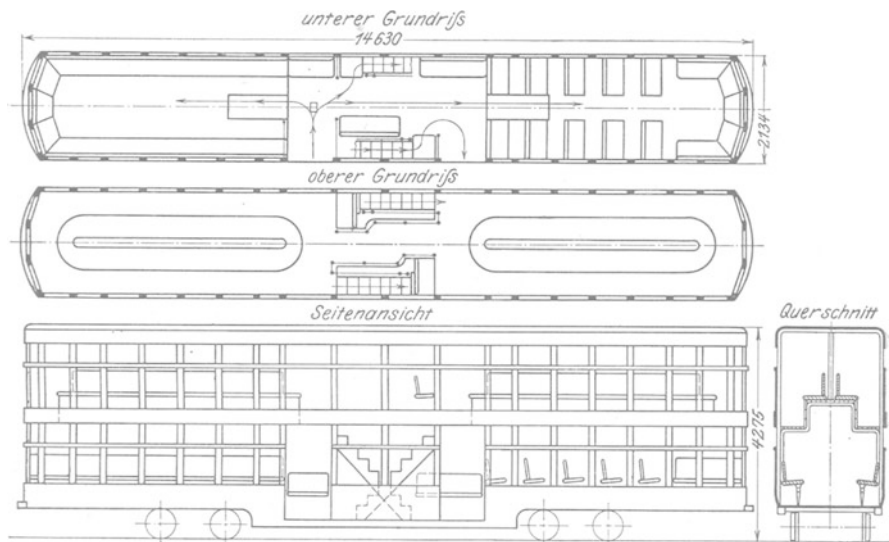 unterer Grundriß
14630
2134
oberer Grundriß
Seitenansicht
Querschnitt
4275